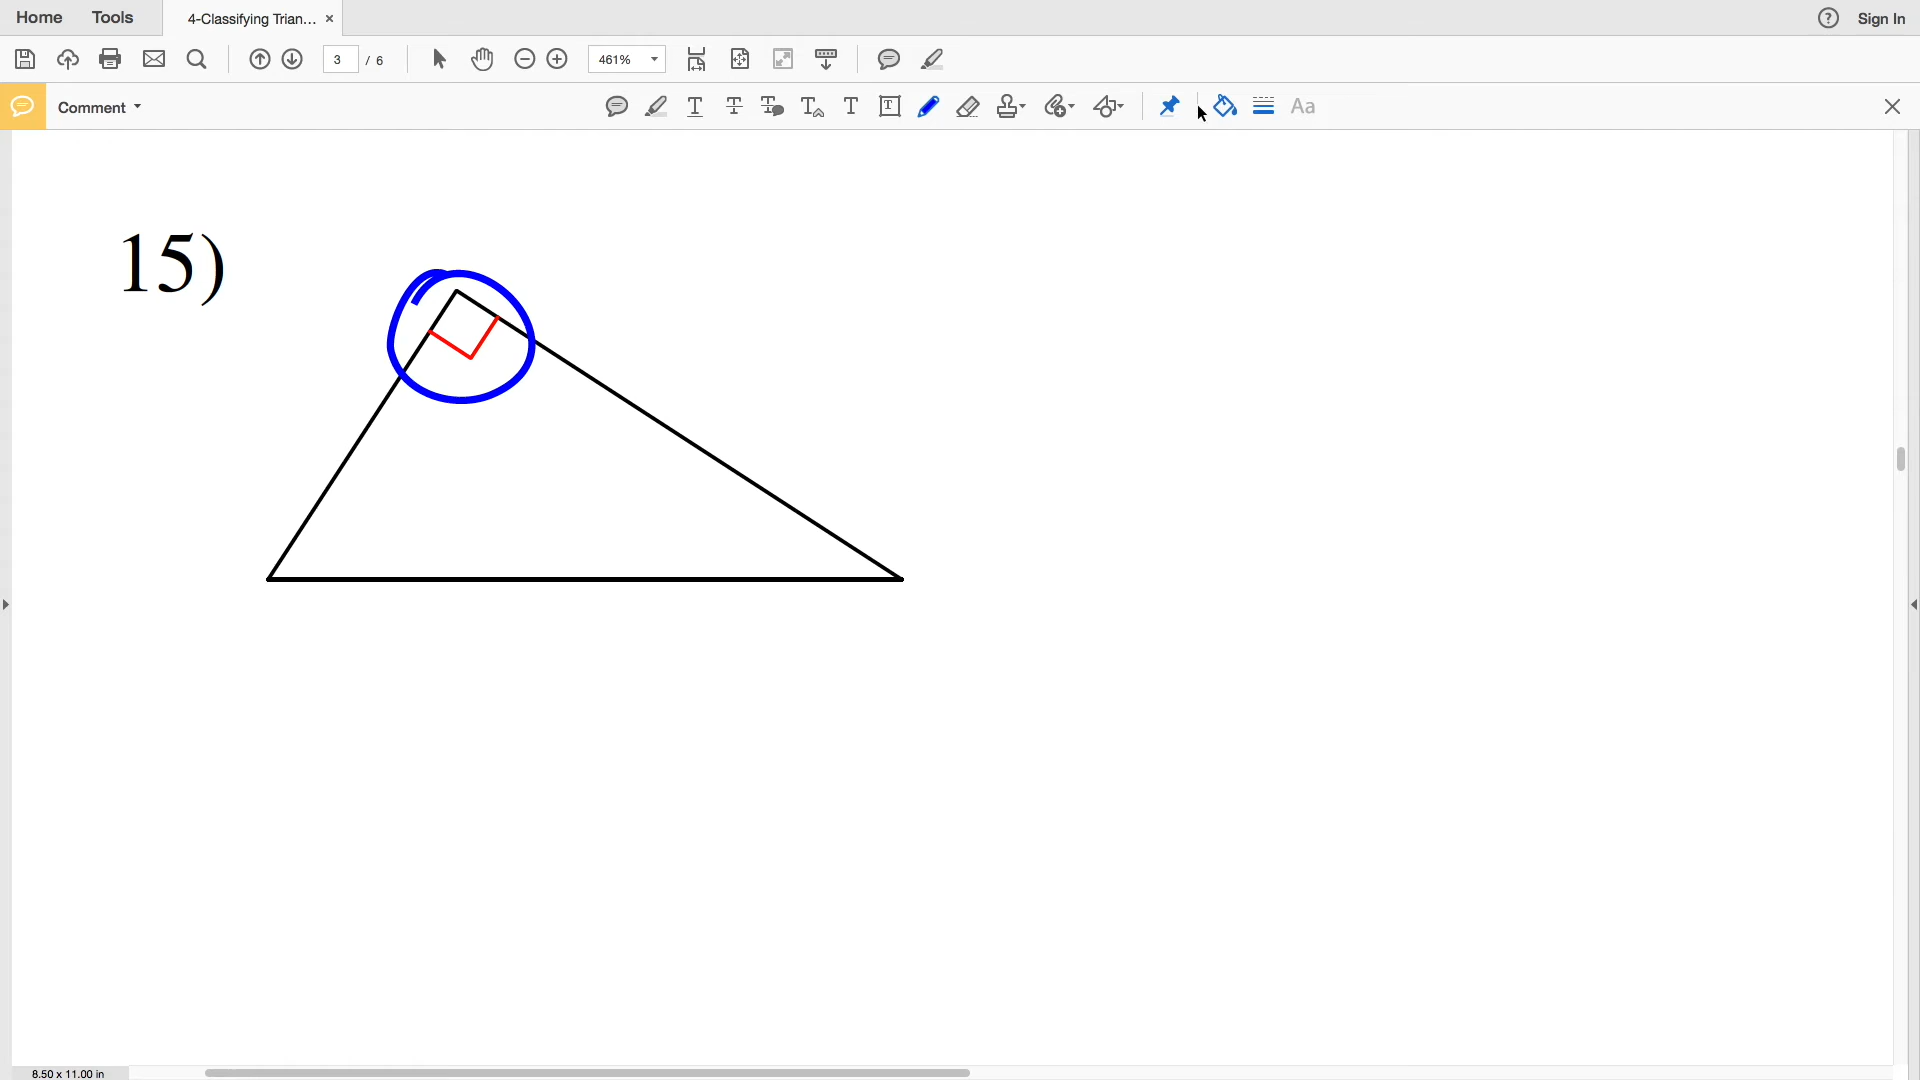 Home Tools 4-Classifying Trian... × ? Sign In
3 / 6 461%
Comment T T T T T T Aa
15)
8.50 x 11.00 in